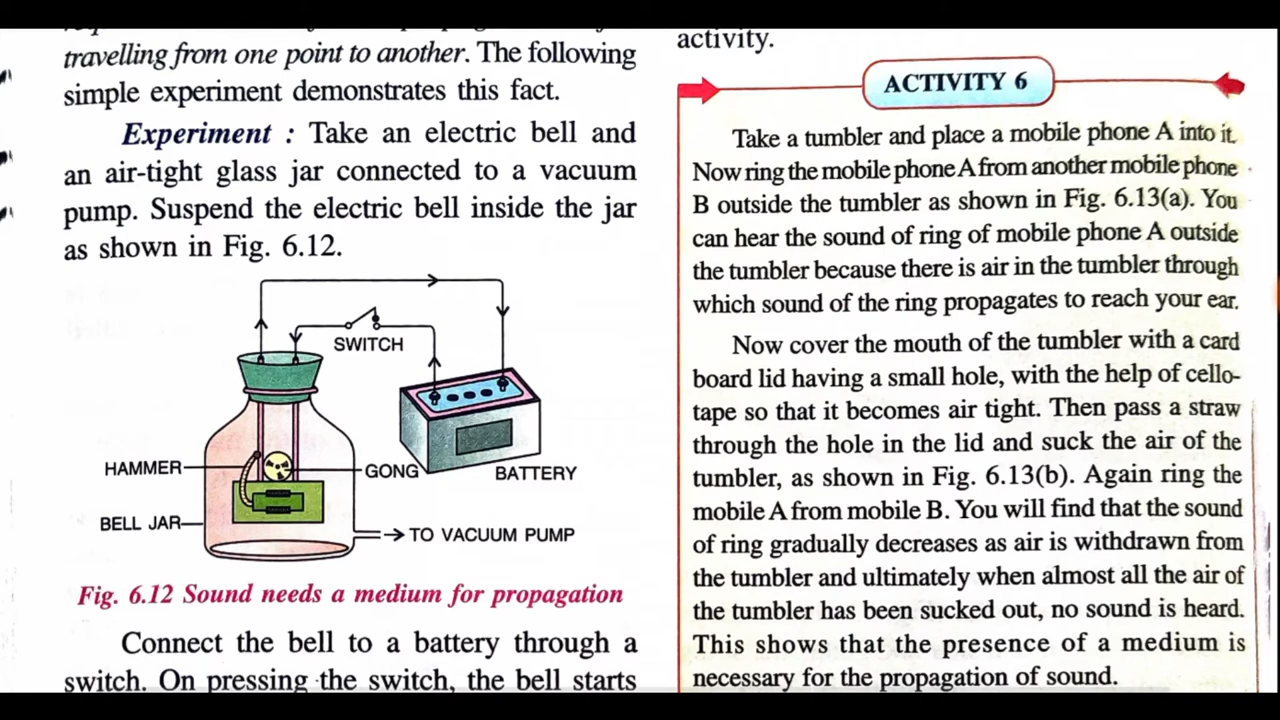 travelling from one point to another. The following
simple experiment demonstrates this fact.
Experiment : Take an electric bell and
an air-tight glass jar connected to a vacuum
pump. Suspend the electric bell inside the jar
as shown in Fig. 6.12.
SWITCH
HAMMER
GONG
BATTERY
BELL JAR
TO VACUUM PUMP
Fig. 6.12 Sound needs a medium for propagation
Connect the bell to a battery through a
switch. On pressing the switch, the bell starts
activity.
ACTIVITY 6
Take a tumbler and place a mobile phone A into it.
Now ring the mobile phone A from another mobile phone
B outside the tumbler as shown in Fig. 6.13(a). You
can hear the sound of ring of mobile phone A outside
the tumbler because there is air in the tumbler through
which sound of the ring propagates to reach your ear.
Now cover the mouth of the tumbler with a card
board lid having a small hole, with the help of cello-
tape so that it becomes air tight. Then pass a straw
through the hole in the lid and suck the air of the
tumbler, as shown in Fig. 6.13(b). Again ring the
mobile A from mobile B. You will find that the sound
of ring gradually decreases as air is withdrawn from
the tumbler and ultimately when almost all the air of
the tumbler has been sucked out, no sound is heard.
This shows that the presence of a medium is
necessary for the propagation of sound.